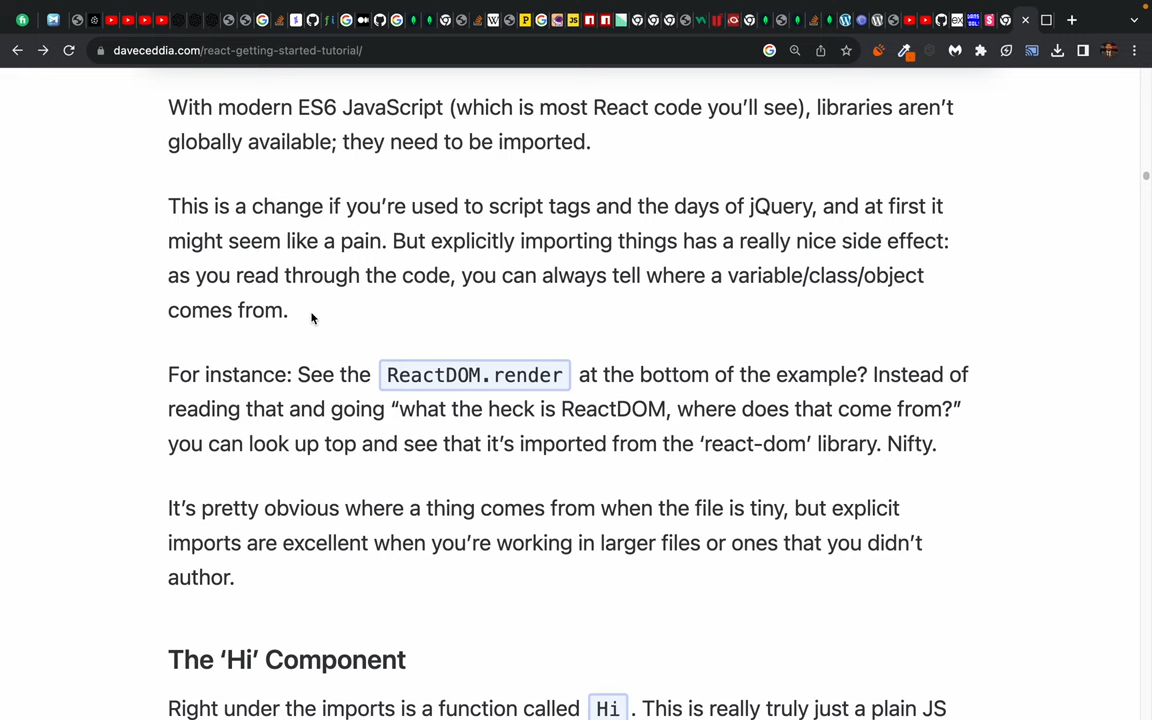 daveceddia.com/react-getting-started-tutorial/
With modern ES6 JavaScript (which is most React code you’ll see), libraries aren’t
globally available; they need to be imported.
This is a change if you’re used to script tags and the days of jQuery, and at first it
might seem like a pain. But explicitly importing things has a really nice side effect:
as you read through the code, you can always tell where a variable/class/object
comes from.
For instance: See the ReactDOM.render at the bottom of the example? Instead of
reading that and going “what the heck is ReactDOM, where does that come from?”
you can look up top and see that it’s imported from the ‘react-dom’ library. Nifty.
It’s pretty obvious where a thing comes from when the file is tiny, but explicit
imports are excellent when you’re working in larger files or ones that you didn’t
author.
The ‘Hi’ Component
Right under the imports is a function called Hi. This is really truly just a plain JS